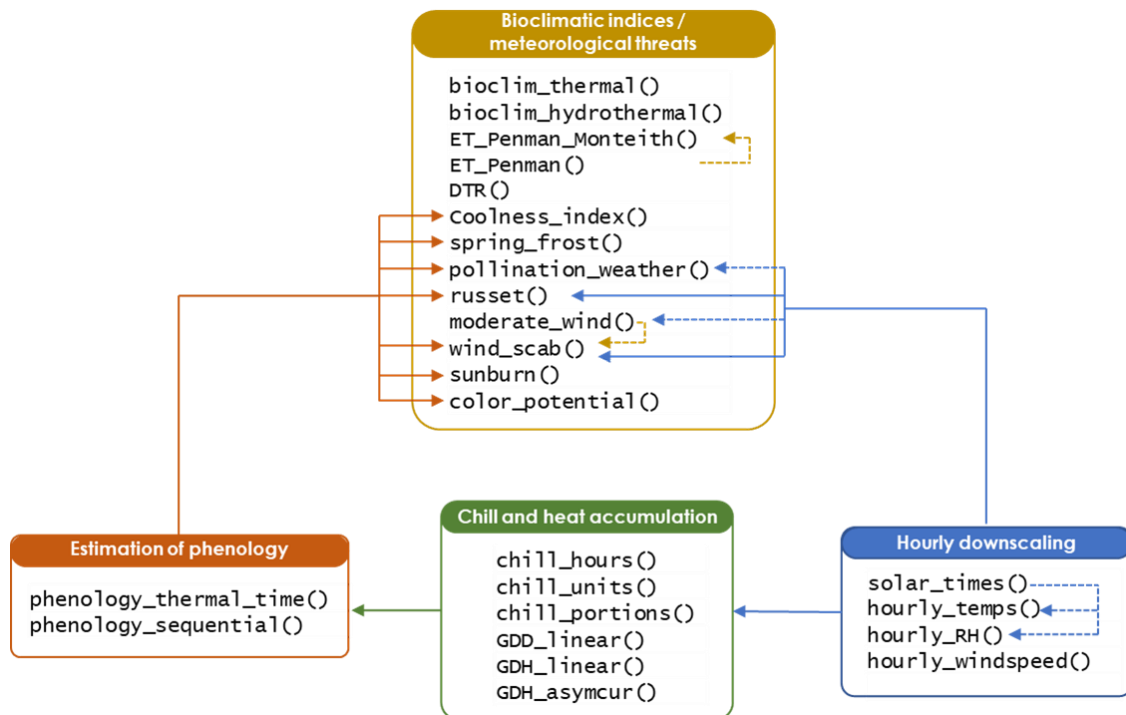 Bioclimatic indices /
meteorological threats
bioclim_thermal()
bioclim_hydrothermal()
ET_Penman_Monteith()
ET_Penman()
DTR()
Coolness_index()
spring_frost()
pollination_weather()
russet()
moderate_wind()
wind_scab()
sunburn()
color_potential()
Estimation of phenology
phenology_thermal_time()
phenology_sequential()
Chill and heat accumulation
chill_hours()
chill_units()
chill_portions()
GDD_linear()
GDH_linear()
GDH_asymcur()
Hourly downscaling
solar_times()
hourly_temps()
hourly_RH()
hourly_windspeed()